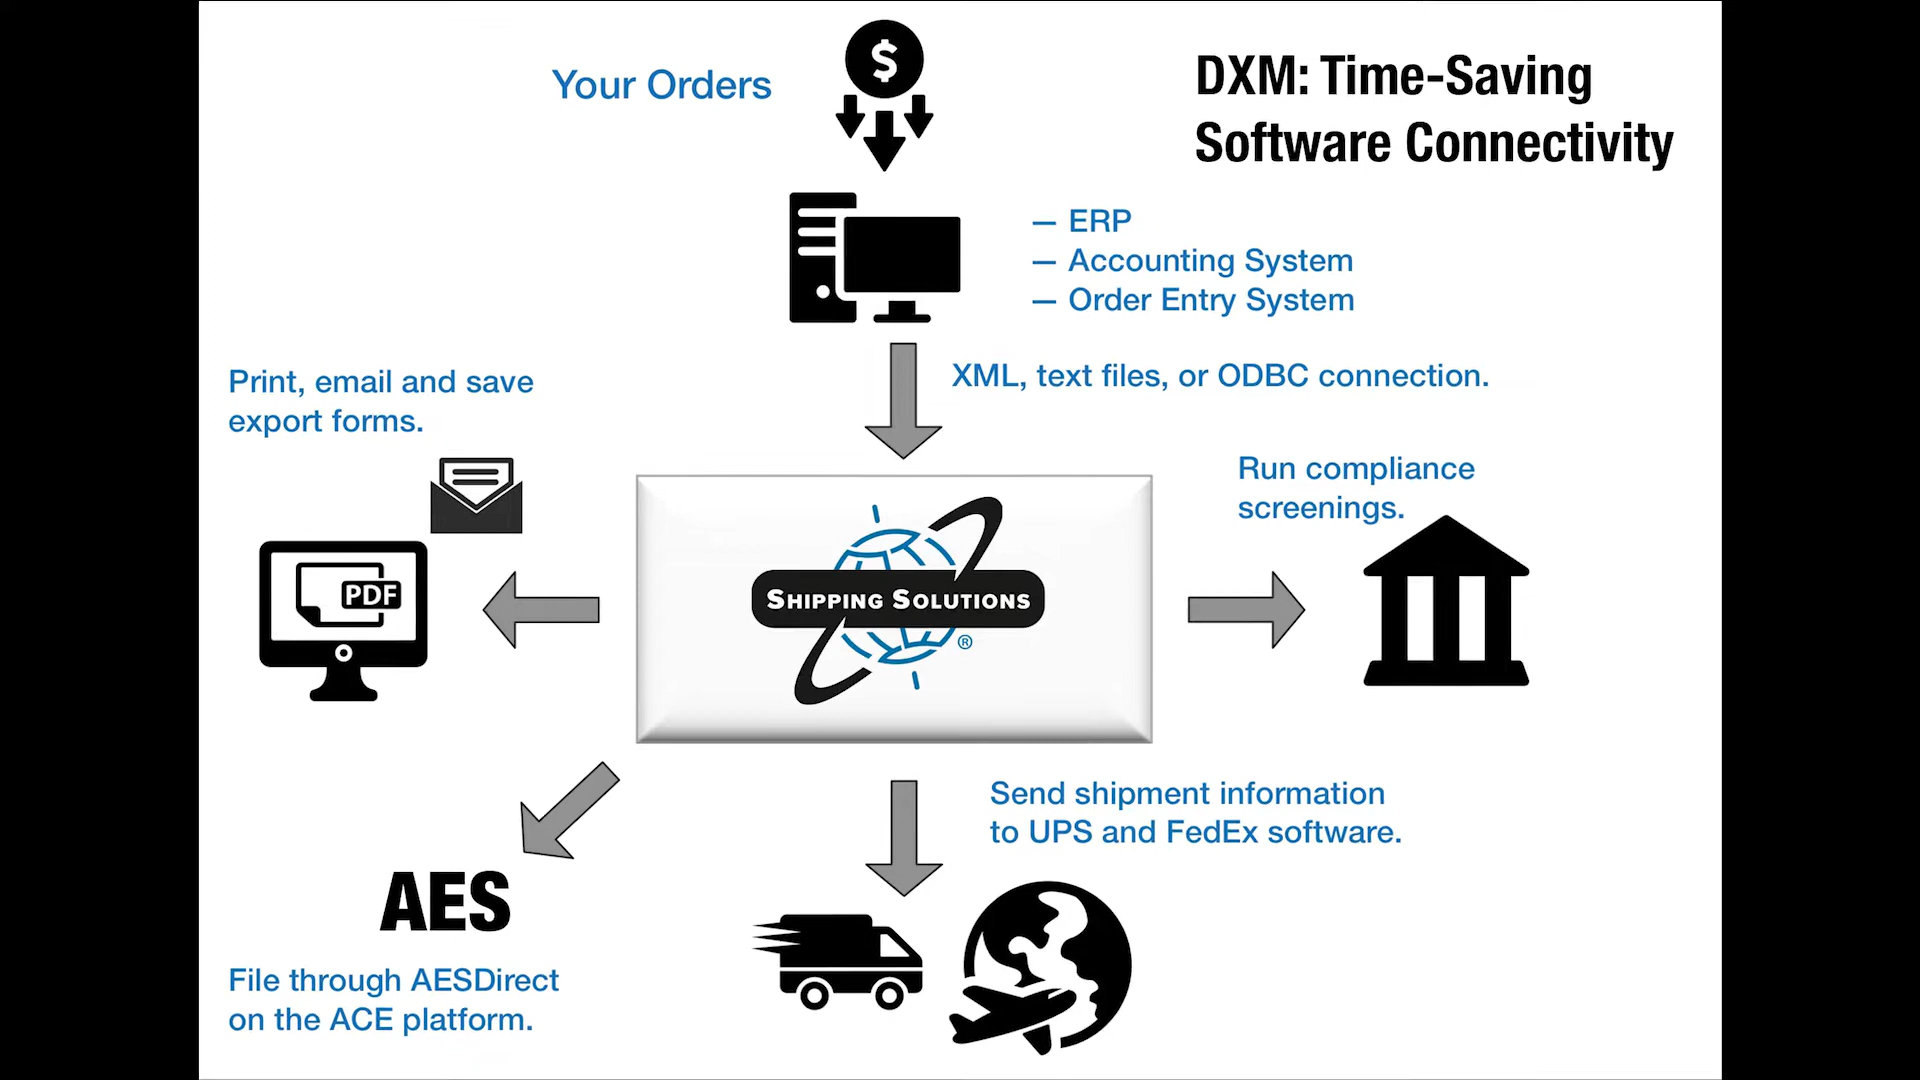 Your Orders
$
DXM: Time-Saving
Software Connectivity
— ERP
— Accounting System
— Order Entry System
XML, text files, or ODBC connection.
Print, email and save
export forms.
PDF
SHIPPING SOLUTIONS
®
Run compliance
screenings.
AES
File through AESDirect
on the ACE platform.
Send shipment information
to UPS and FedEx software.